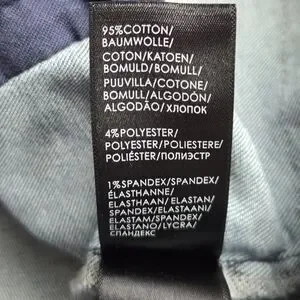 95%COTTON/
BAUMWOLLE/
COTON/KATOEN/
BOMULD/BOMULL/
PUUVILLA/COTONE/
BOMULL/ALGODÓN/
ALGODÃO/ХЛОПОК
4%POLYESTER/
POLYESTER/POLIESTERE/
POLIÉSTER/ПОЛИЭСТР
1%SPANDEX/SPANDEX/
ÉLASTHANNE/
ELASTHAAN/ ELASTAN/
SPANDEX/ELASTAANI/
ELASTAM/SPANDEX/
ELASTANO/LYCRA/
СПАНДЕКС